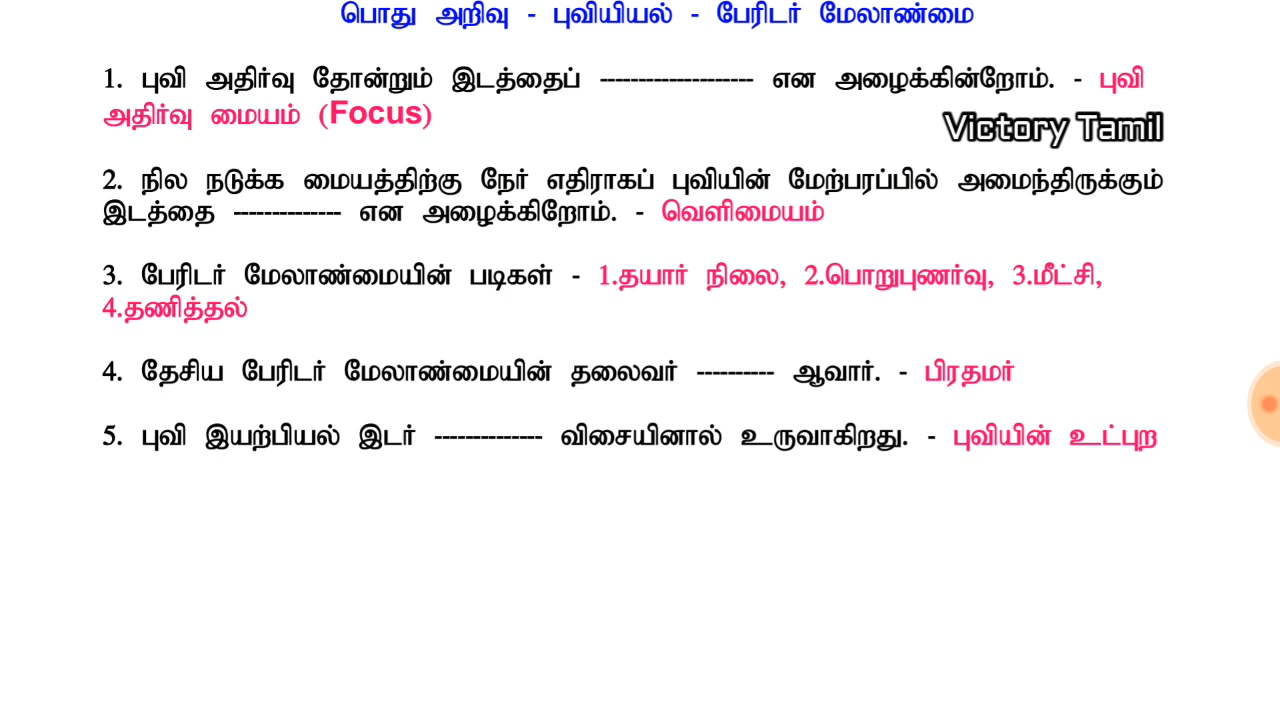 பொது அறிவு - புவியியல் - பேரிடர் மேலாண்மை
1. புவி அதிர்வு தோன்றும் இடத்தைப் -------------------- என அழைக்கின்றோம். - புவி
அதிர்வு மையம் (Focus)
Victory Tamil
2. நில நடுக்க மையத்திற்கு நேர் எதிராகப் புவியின் மேற்பரப்பில் அமைந்திருக்கும்
இடத்தை -------------- என அழைக்கிறோம். - வெளிமையம்
3. பேரிடர் மேலாண்மையின் படிகள் - 1.தயார் நிலை, 2.பொறுபுணர்வு, 3.மீட்சி,
4.தணித்தல்
4. தேசிய பேரிடர் மேலாண்மையின் தலைவர் ---------- ஆவார். - பிரதமர்
5. புவி இயற்பியல் இடர் -------------- விசையினால் உருவாகிறது. - புவியின் உட்புற